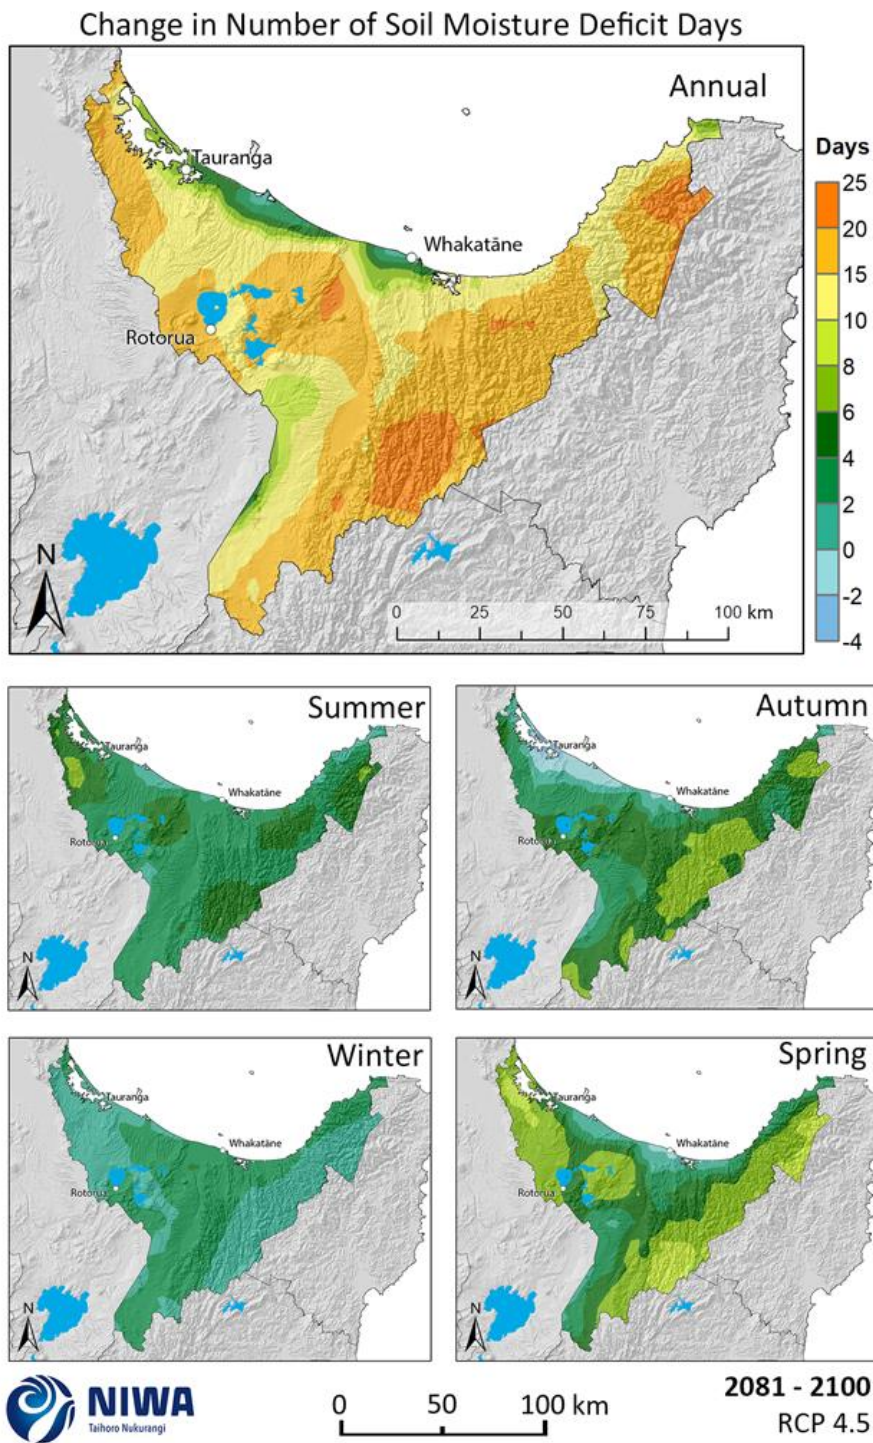 Change in Number of Soil Moisture Deficit Days
Annual
Days
Tauranga
Whakatāne
Rotorua
25
20
15
10
8
6
4
2
0
-2
-4
N
0 25 50 75 100 km
Summer
Tauranga
Whakatāne
Rotorua
N
Autumn
Tauranga
Whakatāne
Rotorua
N
Winter
Tauranga
Whakatāne
Rotorua
N
Spring
Tauranga
Whakatāne
Rotorua
N
NIWA
Taihoro Nukurangi
0 50 100 km
2081 - 2100
RCP 4.5